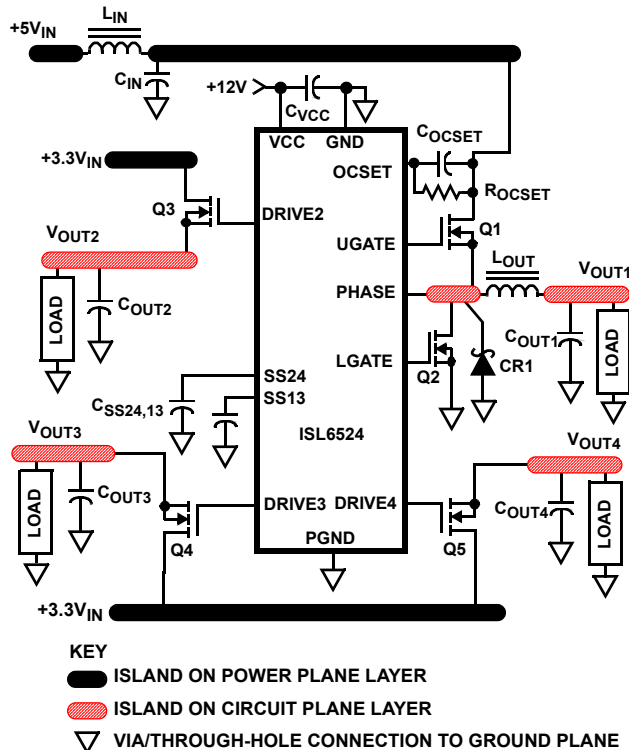 +5VIN
LIN
CIN
+12V
CVCC
VCC
GND
COCSET
OCSET
ROCSET
+3.3VIN
Q3
DRIVE2
UGATE
Q1
VOUT2
LOUT
VOUT1
PHASE
LOAD
COUT2
COUT1
LOAD
LGATE
Q2
CR1
SS24
CSS24,13
SS13
ISL6524
VOUT3
VOUT4
LOAD
COUT3
DRIVE3
DRIVE4
COUT4
LOAD
Q4
PGND
Q5
+3.3VIN
KEY
ISLAND ON POWER PLANE LAYER
ISLAND ON CIRCUIT PLANE LAYER
VIA/THROUGH-HOLE CONNECTION TO GROUND PLANE